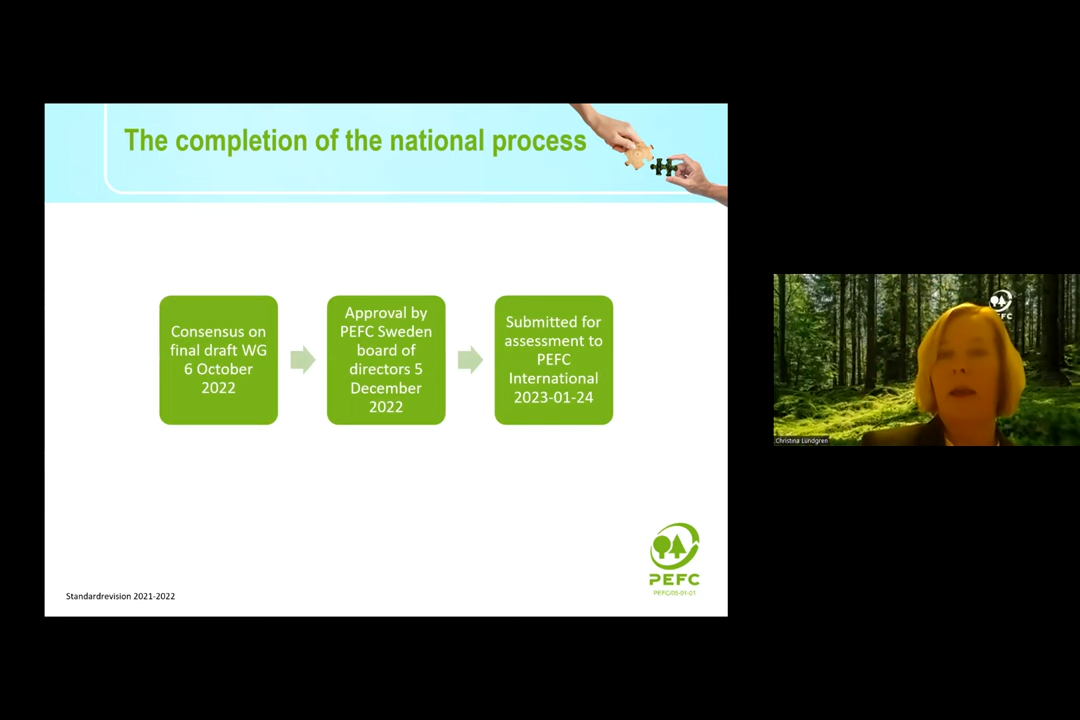 The completion of the national process
Consensus on
final draft WG
6 October
2022
Approval by
PEFC Sweden
board of
directors 5
December
2022
Submitted for
assessment to
PEFC
International
2023-01-24
PEFC
PEFC/05-01-01
Standardrevision 2021-2022
Christina Lundgren